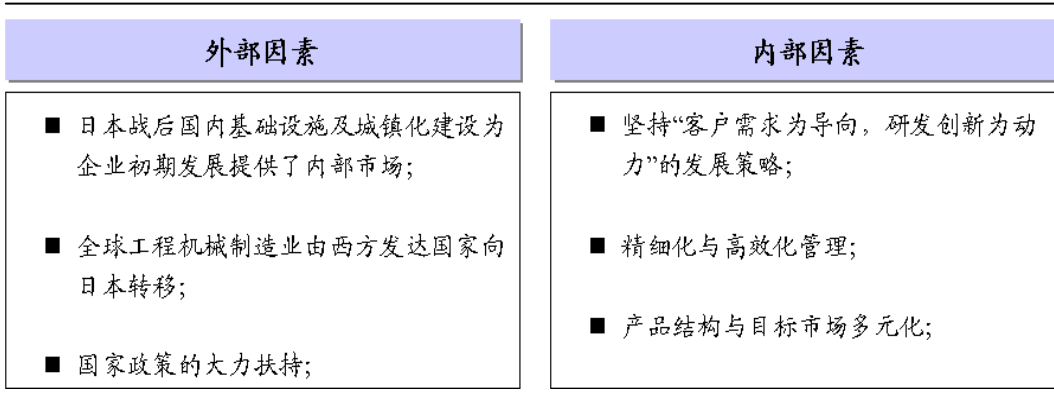 外部因素
■ 日本战后国内基础设施及城镇化建设为
企业初期发展提供了内部市场;
■ 全球工程机械制造业由西方发达国家向
日本转移;
■ 国家政策的大力扶持;
内部因素
■ 坚持“客户需求为导向，研发创新为动
力”的发展策略;
■ 精细化与高效化管理;
■ 产品结构与目标市场多元化;